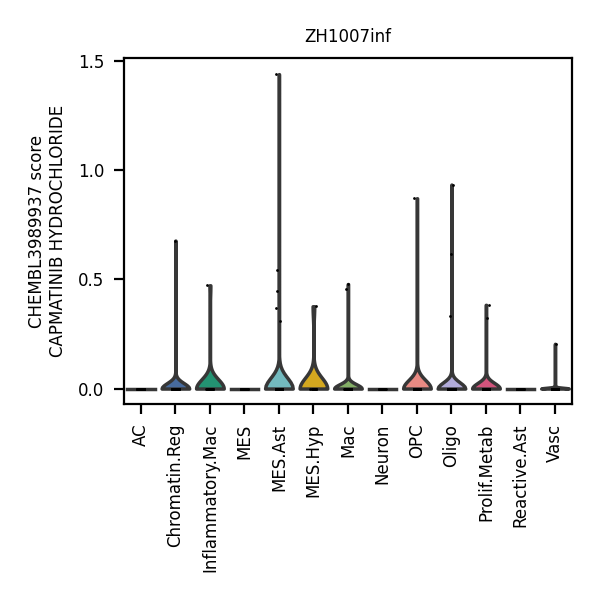 ZH1007inf
CHEMBL3989937 score
CAPMATINIB HYDROCHLORIDE
1.5
1.0
0.5
0.0
AC
Chromatin.Reg
Inflammatory.Mac
MES
MES.Ast
MES.Hyp
Mac
Neuron
OPC
Oligo
Prolif.Metab
Reactive.Ast
Vasc